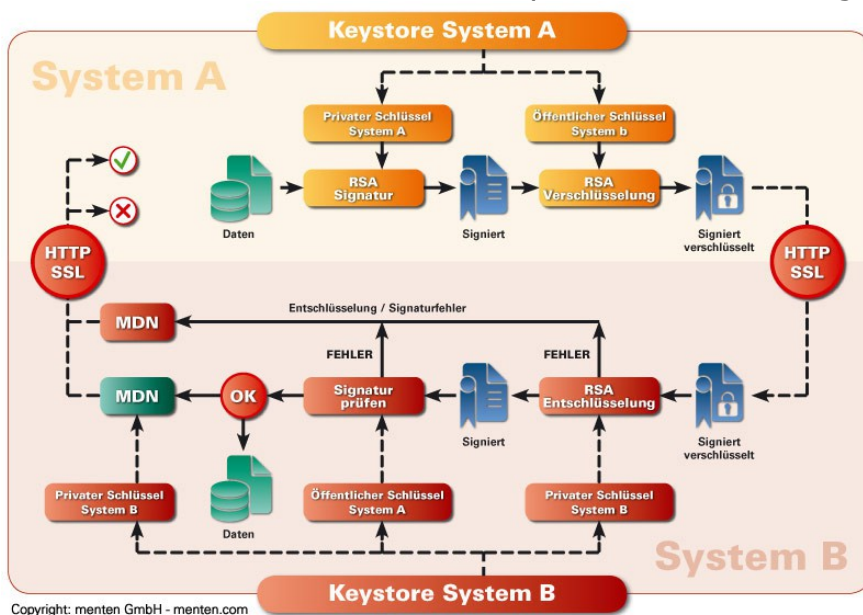 Keystore System A
System A
Privater Schlüssel
System A
Öffentlicher Schlüssel
System b
RSA
Signatur
RSA
Verschlüsselung
Daten
Signiert
Signiert
verschlüsselt
HTTP
SSL
HTTP
SSL
Entschlüsselung / Signaturfehler
MDN
FEHLER
FEHLER
MDN
OK
Signatur
prüfen
RSA
Entschlüsselung
Signiert
Signiert
verschlüsselt
Privater Schlüssel
System B
Daten
Öffentlicher Schlüssel
System A
Privater Schlüssel
System B
System B
Keystore System B
Copyright: menten GmbH - menten.com